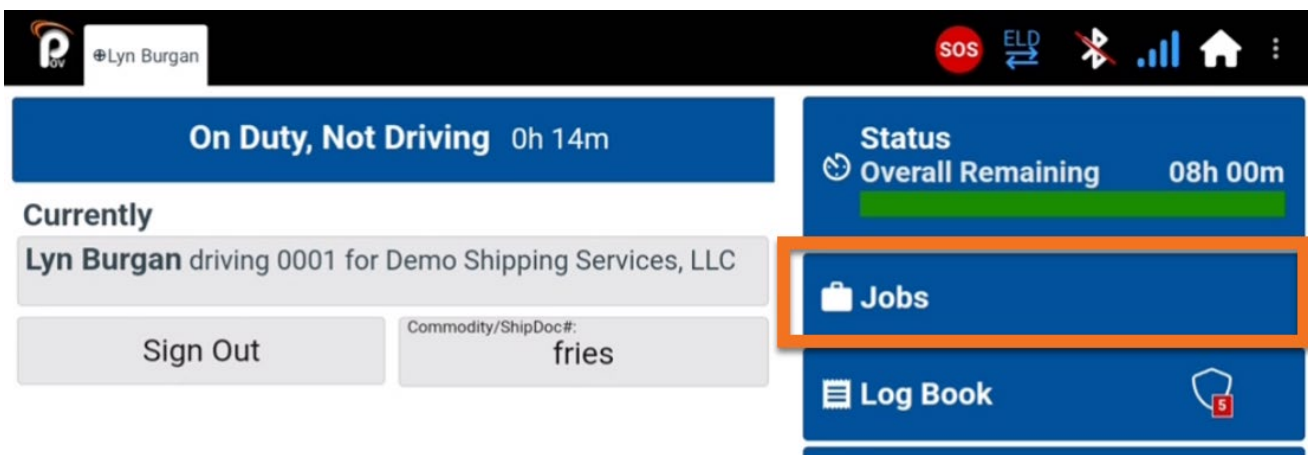 POV
⊕Lyn Burgan
SOS
ELD
On Duty, Not Driving 0h 14m
Currently
Lyn Burgan driving 0001 for Demo Shipping Services, LLC
Sign Out
Commodity/ShipDoc#:
fries
Status
Overall Remaining 08h 00m
Jobs
Log Book
5